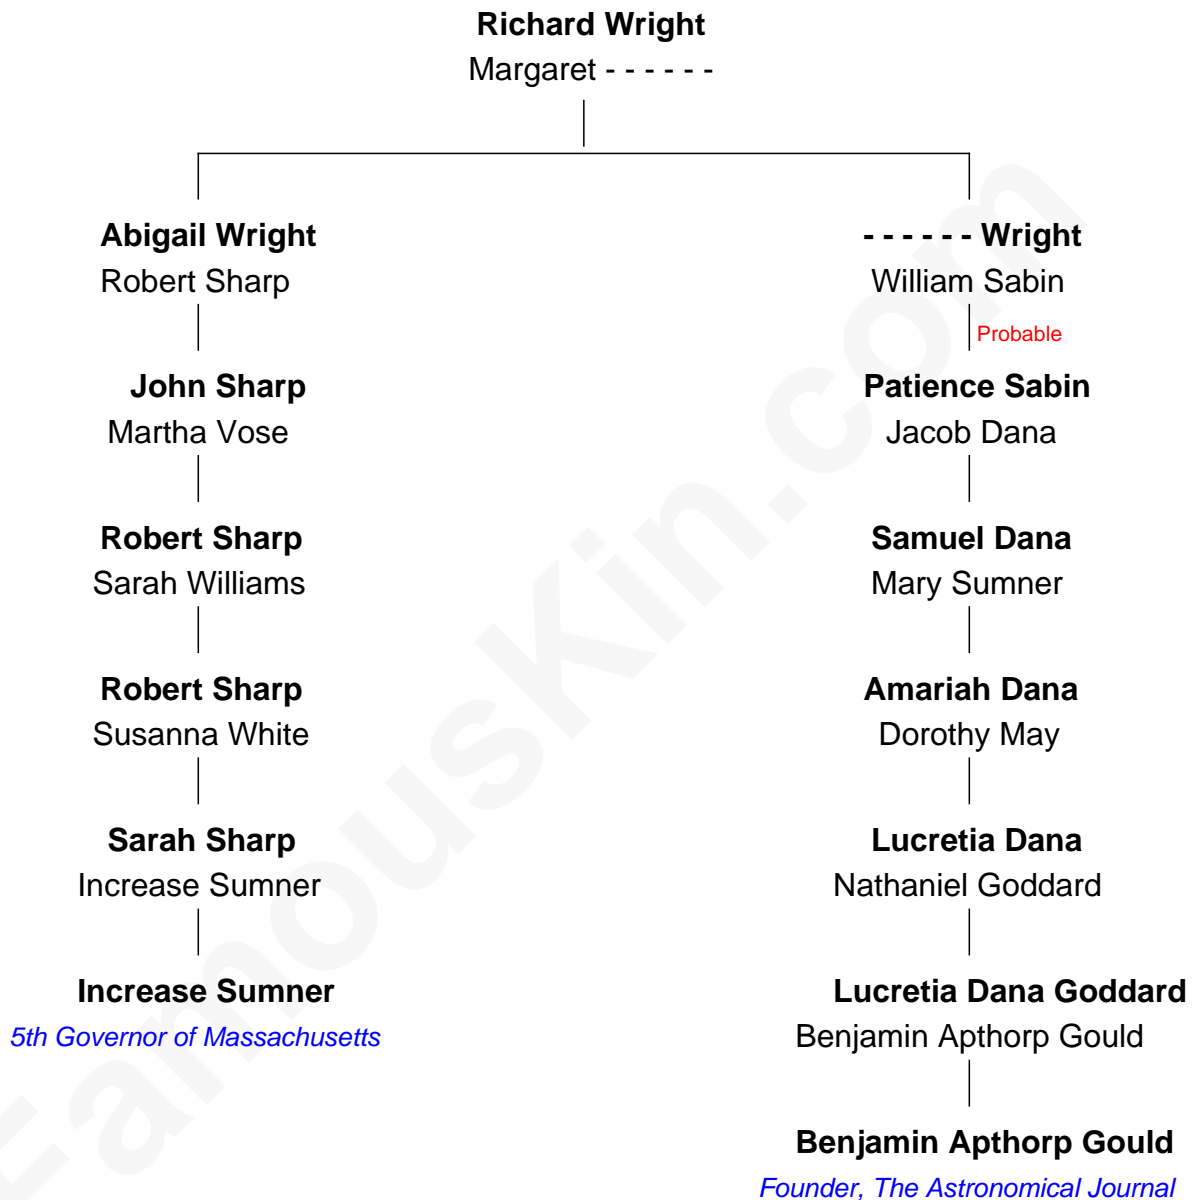 Richard Wright
Margaret - - - - - -
Abigail Wright
Robert Sharp
- - - - - - Wright
William Sabin
Probable
John Sharp
Martha Vose
Patience Sabin
Jacob Dana
Robert Sharp
Sarah Williams
Samuel Dana
Mary Sumner
Robert Sharp
Susanna White
Amariah Dana
Dorothy May
Sarah Sharp
Increase Sumner
Lucretia Dana
Nathaniel Goddard
Increase Sumner
5th Governor of Massachusetts
Lucretia Dana Goddard
Benjamin Apthorp Gould
Benjamin Apthorp Gould
Founder, The Astronomical Journal
FamousKin.com